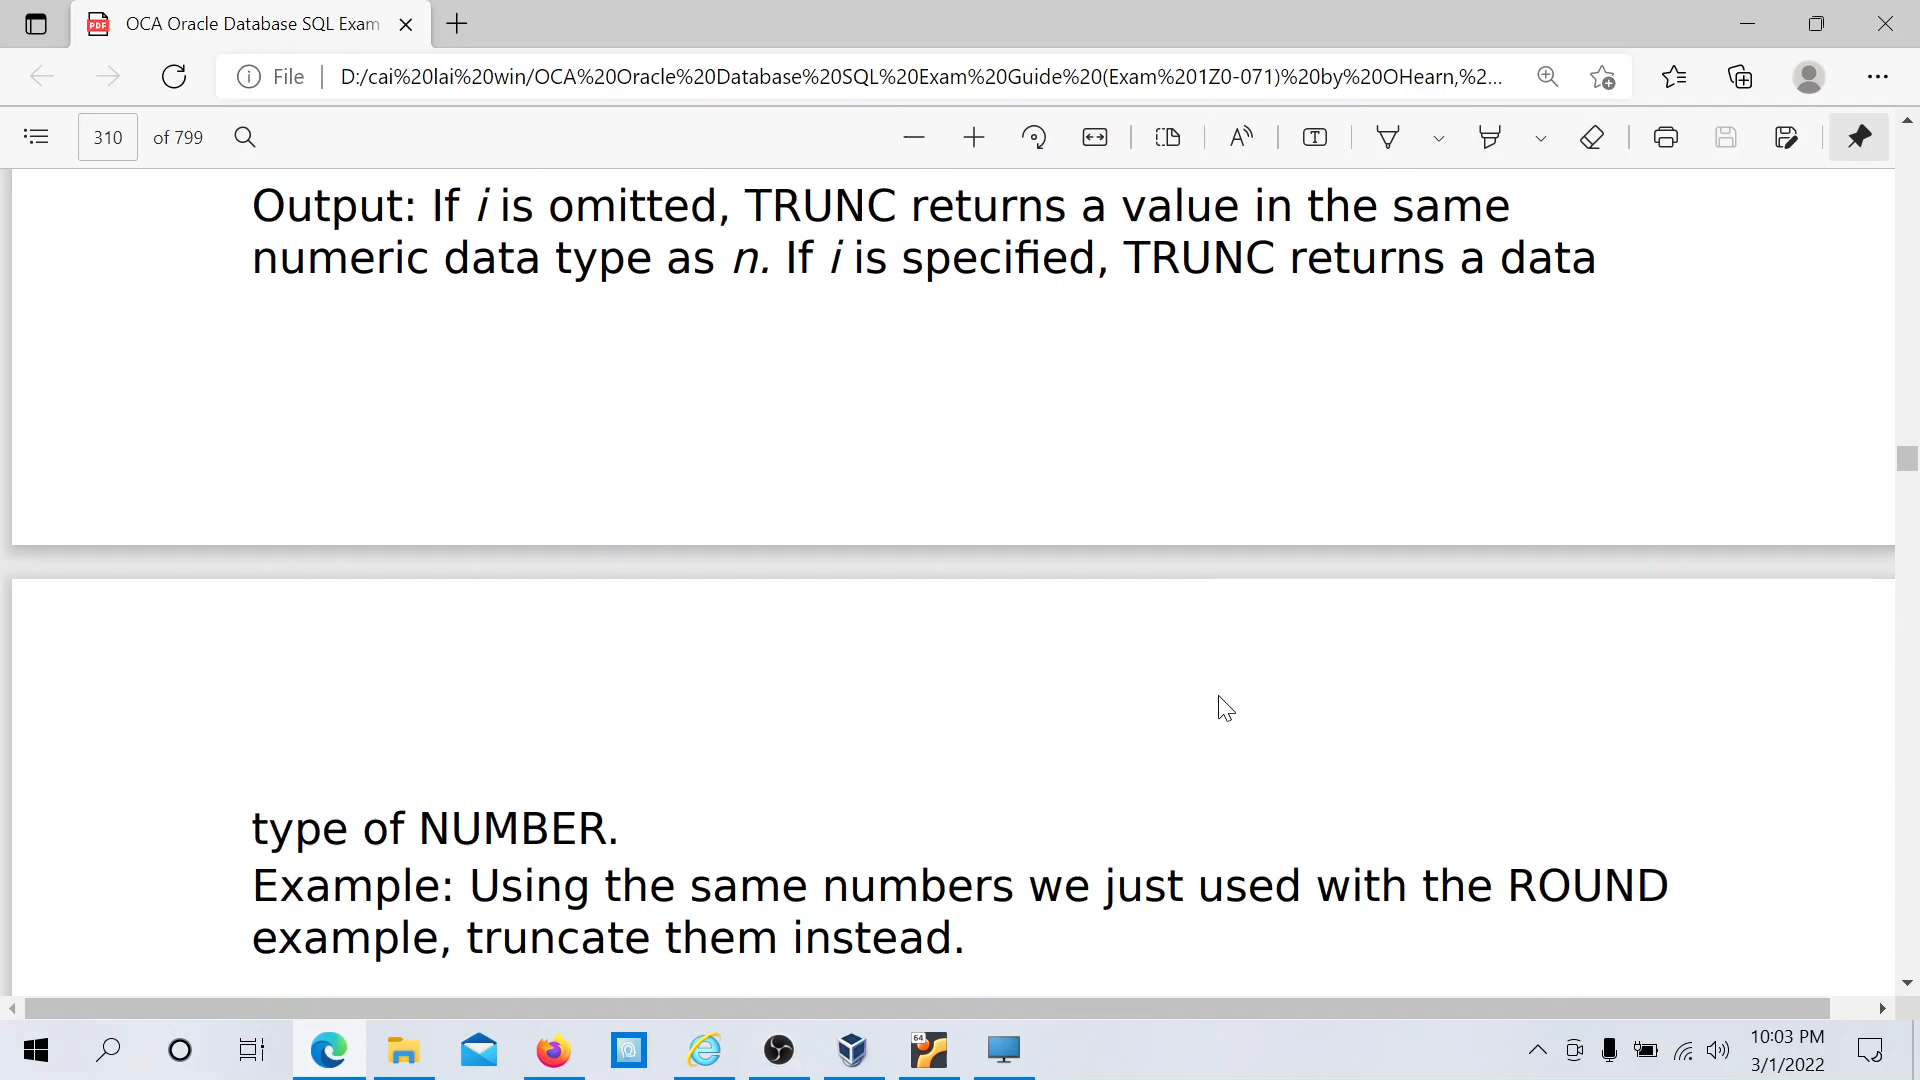 OCA Oracle Database SQL Exam
File
D:/cai%20lai%20win/OCA%20Oracle%20Database%20SQL%20Exam%20Guide%20(Exam%201Z0-071)%20by%20OHearn,%2...
310 of 799
Output: If i is omitted, TRUNC returns a value in the same
numeric data type as n. If i is specified, TRUNC returns a data
type of NUMBER.
Example: Using the same numbers we just used with the ROUND
example, truncate them instead.
10:03 PM
3/1/2022